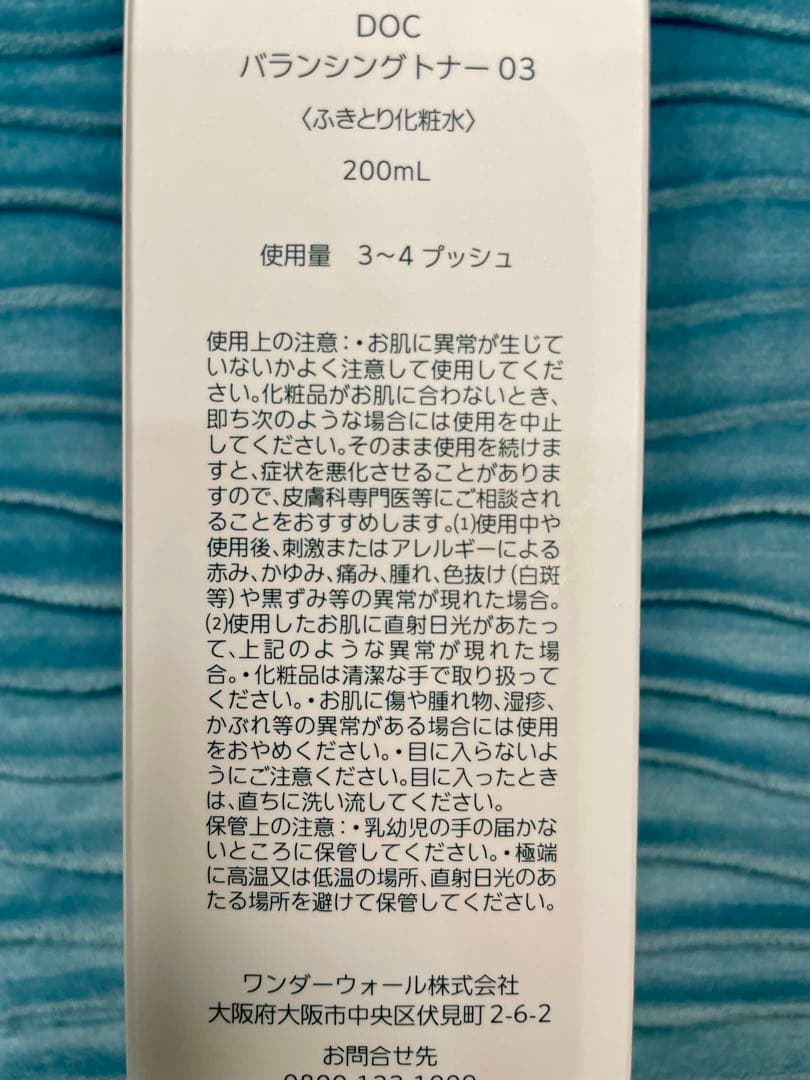 DOC
バランシングトナー 03
〈ふきとり化粧水〉
200mL
使用量　3〜4 プッシュ
使用上の注意：・お肌に異常が生じて
いないかよく注意して使用してくだ
さい。化粧品がお肌に合わないとき、
即ち次のような場合には使用を中止
してください。そのまま使用を続けま
すと、症状を悪化させることがありま
すので、皮膚科専門医等にご相談され
ることをおすすめします。(1)使用中や
使用後、刺激またはアレルギーによる
赤み、かゆみ、痛み、腫れ、色抜け（白斑
等）や黒ずみ等の異常が現れた場合。
(2)使用したお肌に直射日光があたっ
て、上記のような異常が現れた場
合。・化粧品は清潔な手で取り扱って
ください。・お肌に傷や腫れ物、湿疹、
かぶれ等の異常がある場合には使用
をおやめください。・目に入らないよ
うにご注意ください。目に入ったとき
は、直ちに洗い流してください。
保管上の注意：・乳幼児の手の届かな
いところに保管してください。・極端
に高温又は低温の場所、直射日光のあ
たる場所を避けて保管してください。
ワンダーウォール株式会社
大阪府大阪市中央区伏見町 2-6-2
お問合せ先